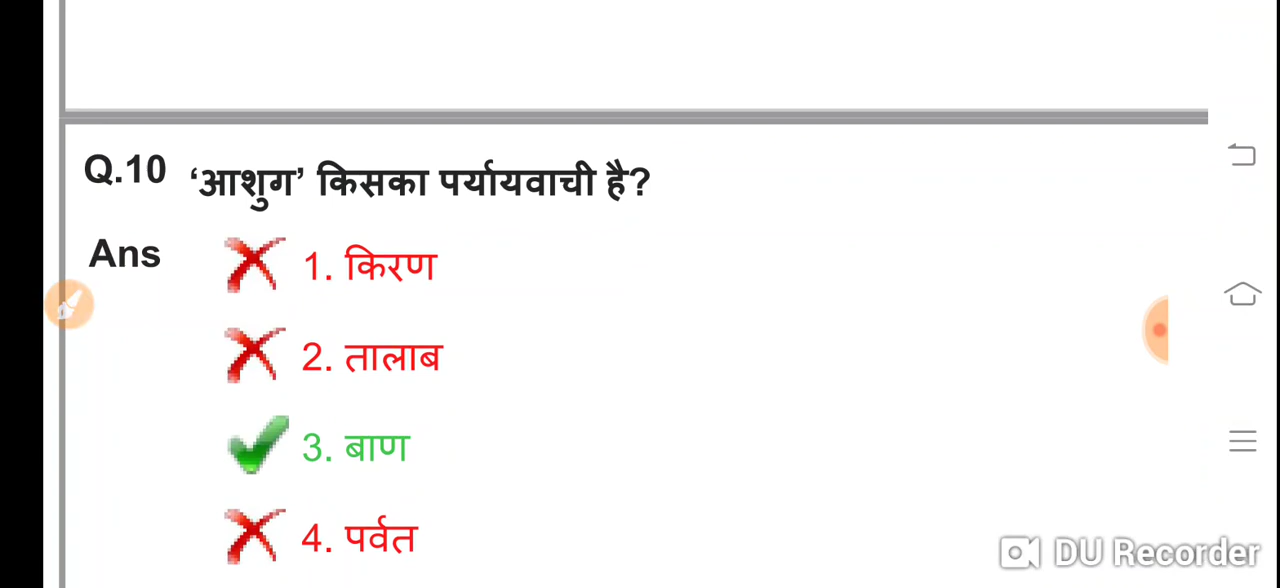 Q.10 ‘आशुग’ किसका पर्यायवाची है?
Ans 1. किरण
2. तालाब
3. बाण
4. पर्वत
DU Recorder